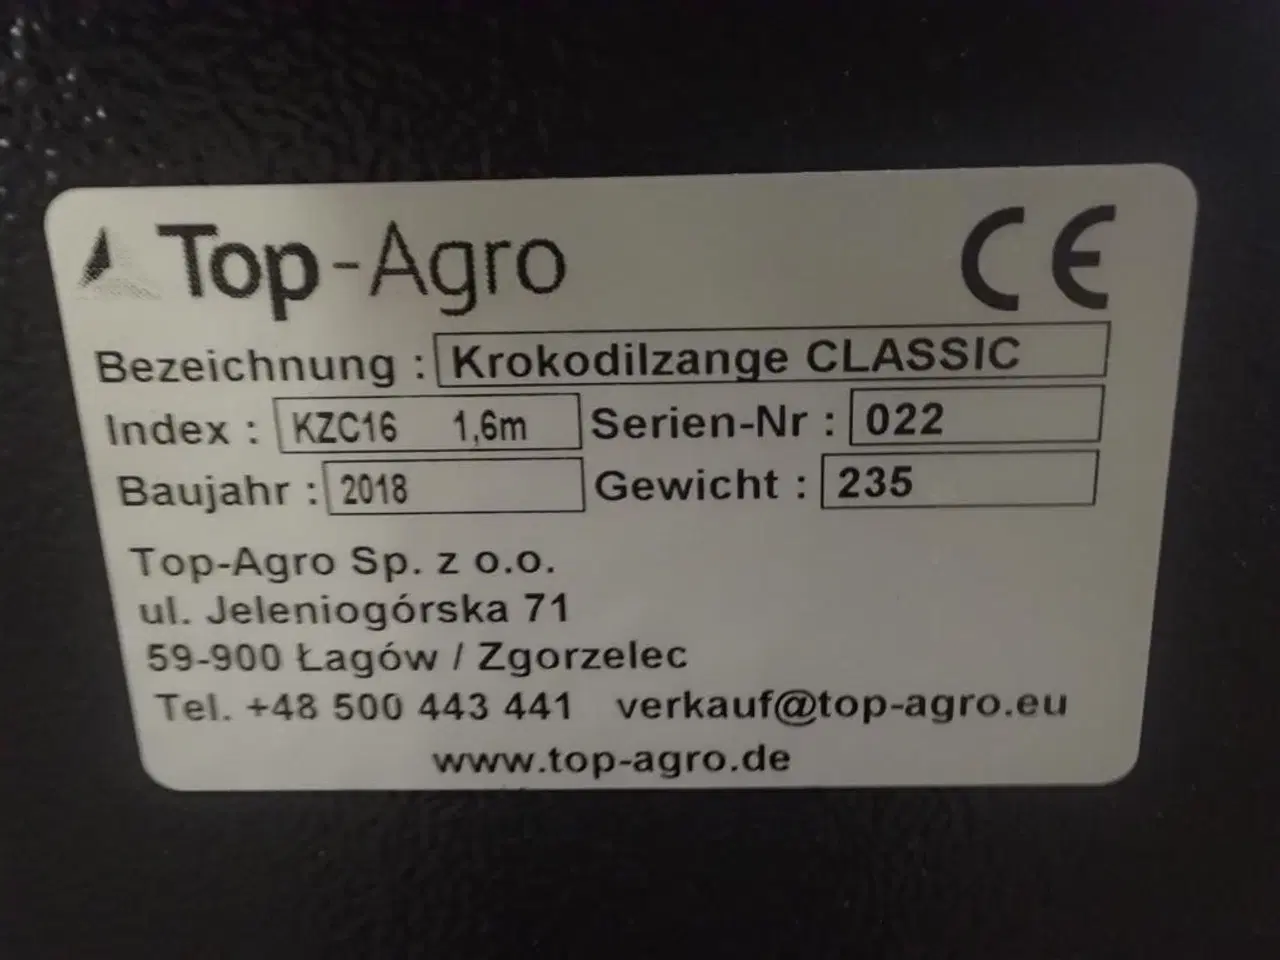 Top-Agro CE
Bezeichnung : Krokodilzange CLASSIC
Index : KZC16 1,6m Serien-Nr : 022
Baujahr : 2018 Gewicht : 235
Top-Agro Sp. z o.o.
ul. Jeleniogórska 71
59-900 Łagów / Zgorzelec
Tel. +48 500 443 441 verkauf@top-agro.eu
www.top-agro.de